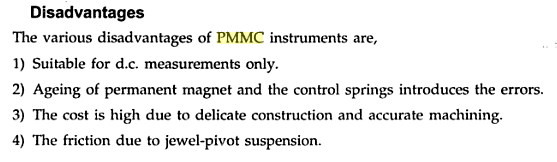 Disadvantages
The various disadvantages of PMMC instruments are,
1) Suitable for d.c. measurements only.
2) Ageing of permanent magnet and the control springs introduces the errors.
3) The cost is high due to delicate construction and accurate machining.
4) The friction due to jewel-pivot suspension.